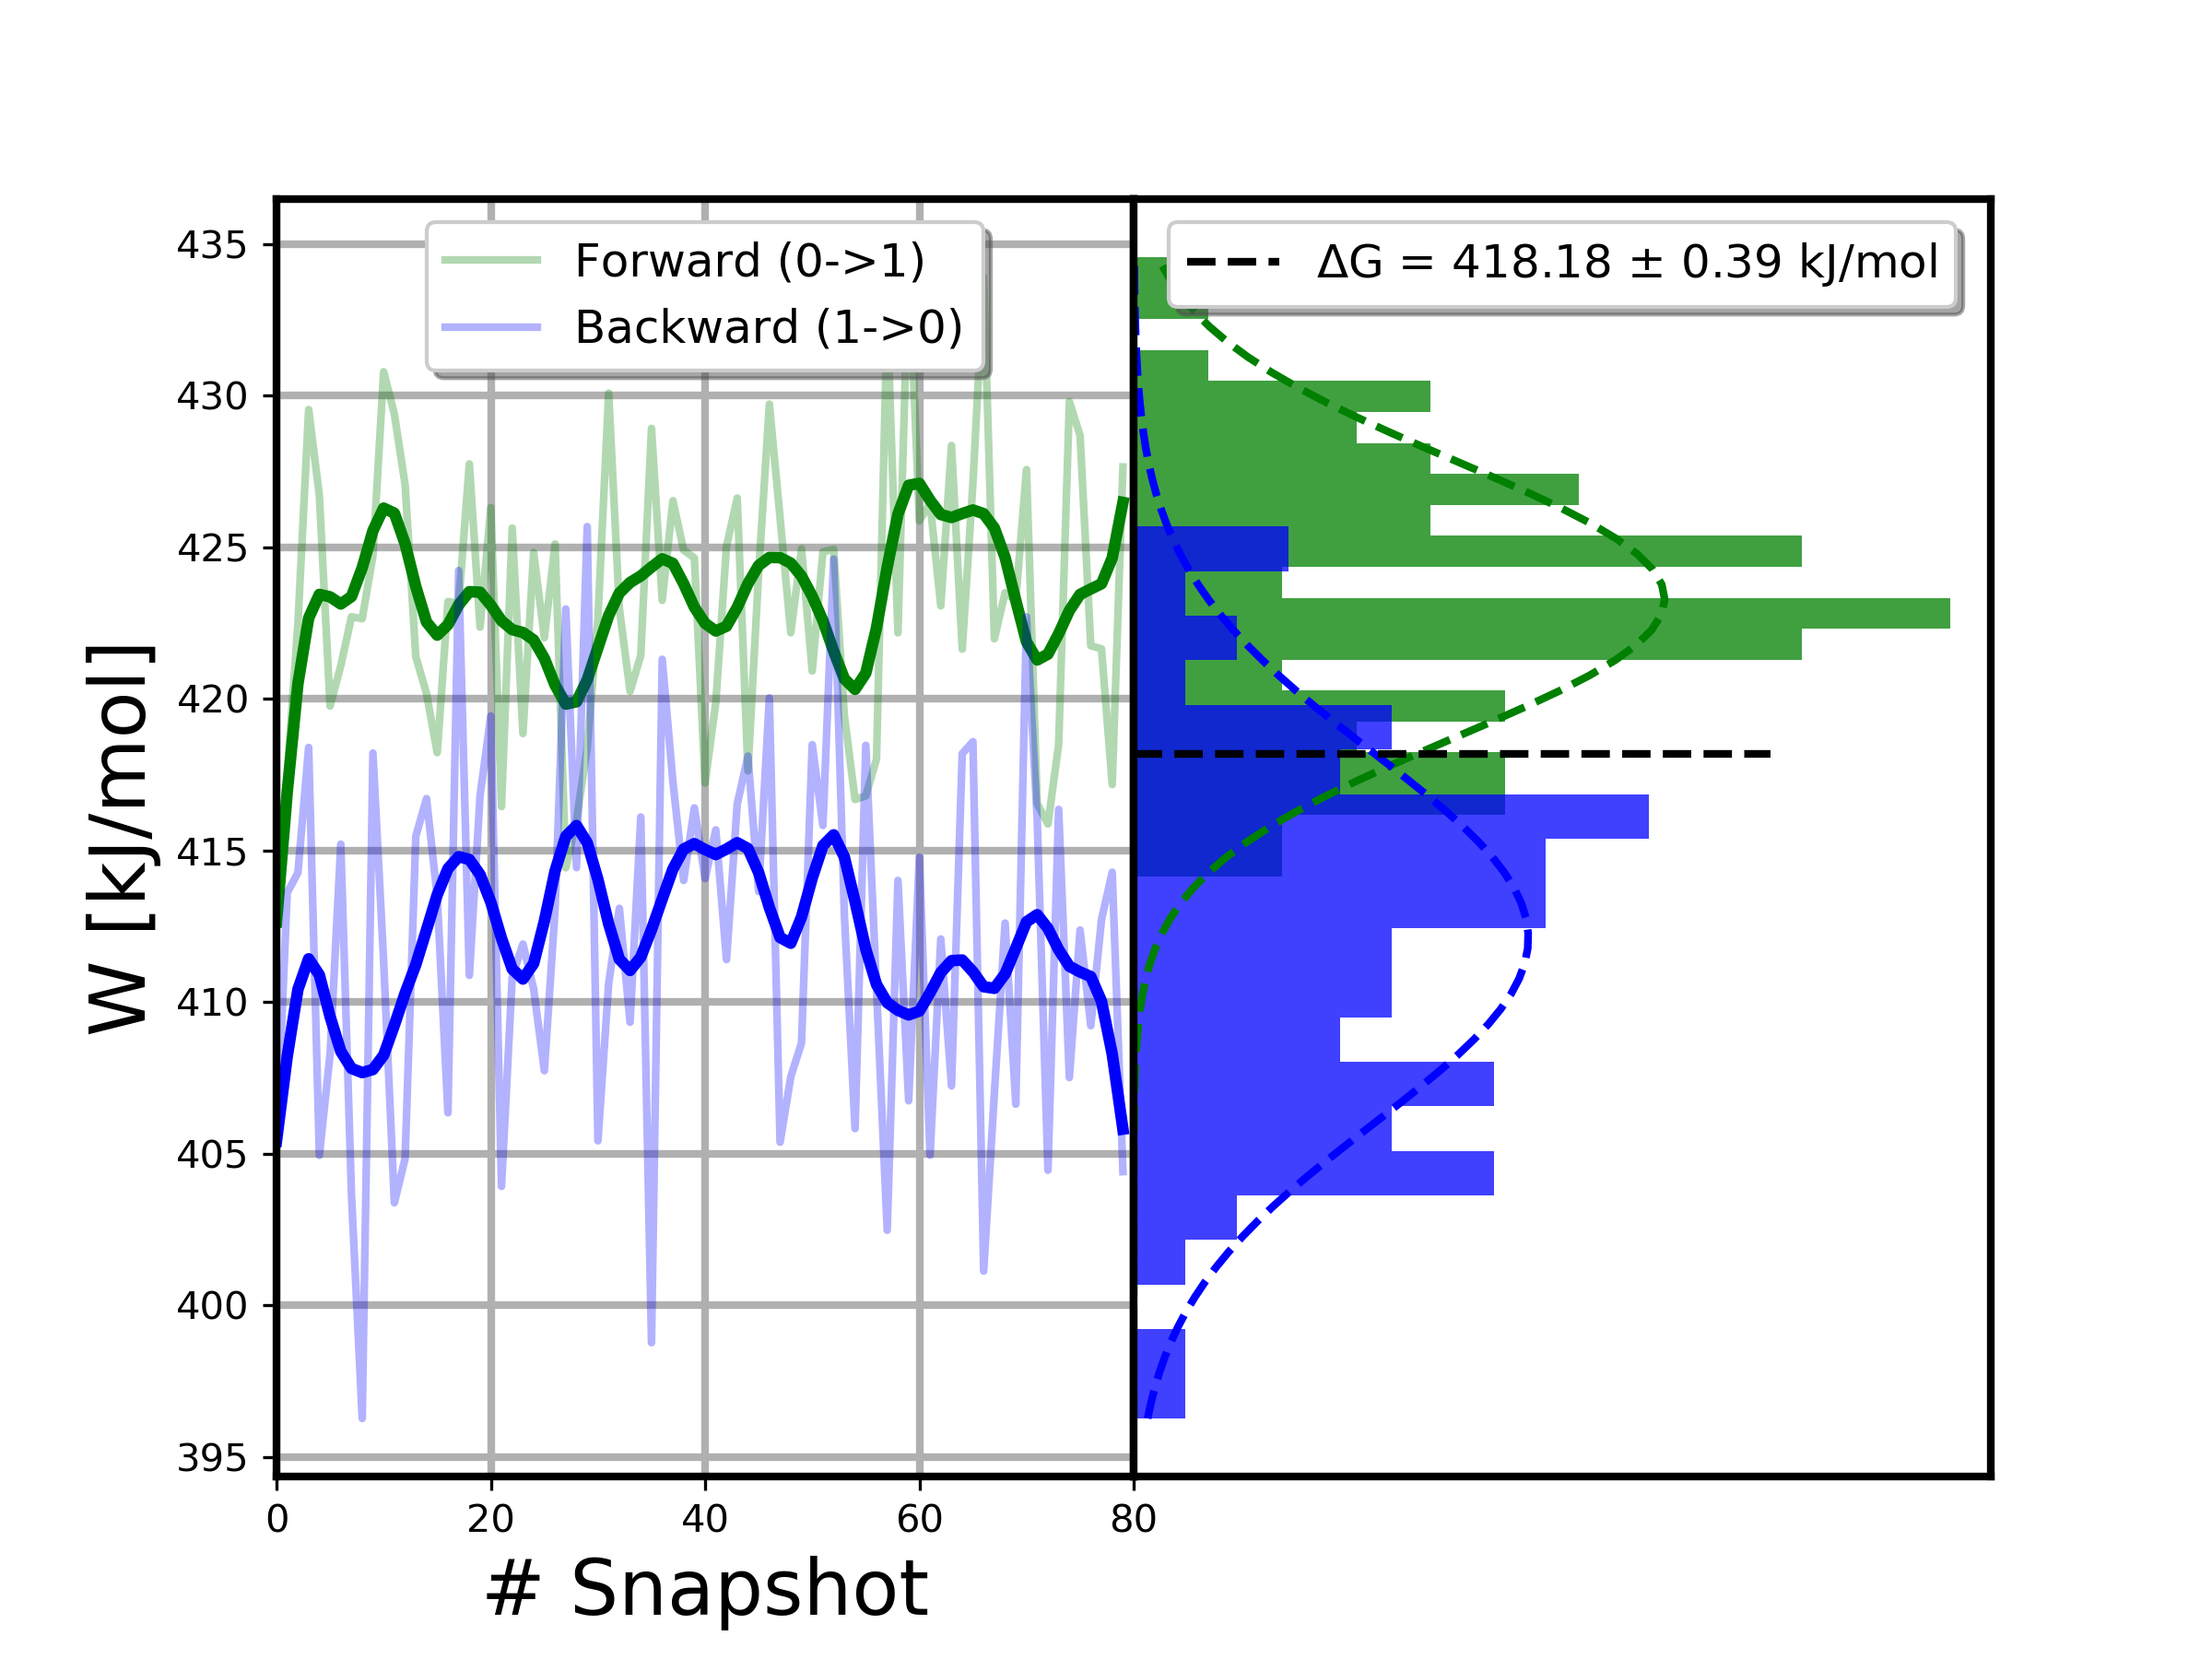 Forward (0->1)
Backward (1->0)
ΔG = 418.18 ± 0.39 kJ/mol
W [kJ/mol]
435
430
425
420
415
410
405
400
395
0 20 40 60 80
# Snapshot